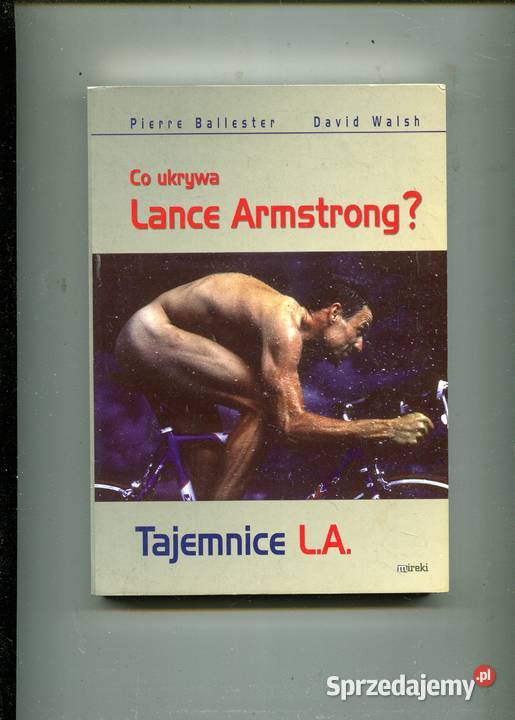 Pierre Ballester David Walsh
Co ukrywa
Lance Armstrong?
Tajemnice L.A.
mireki
Sprzedajemy.pl